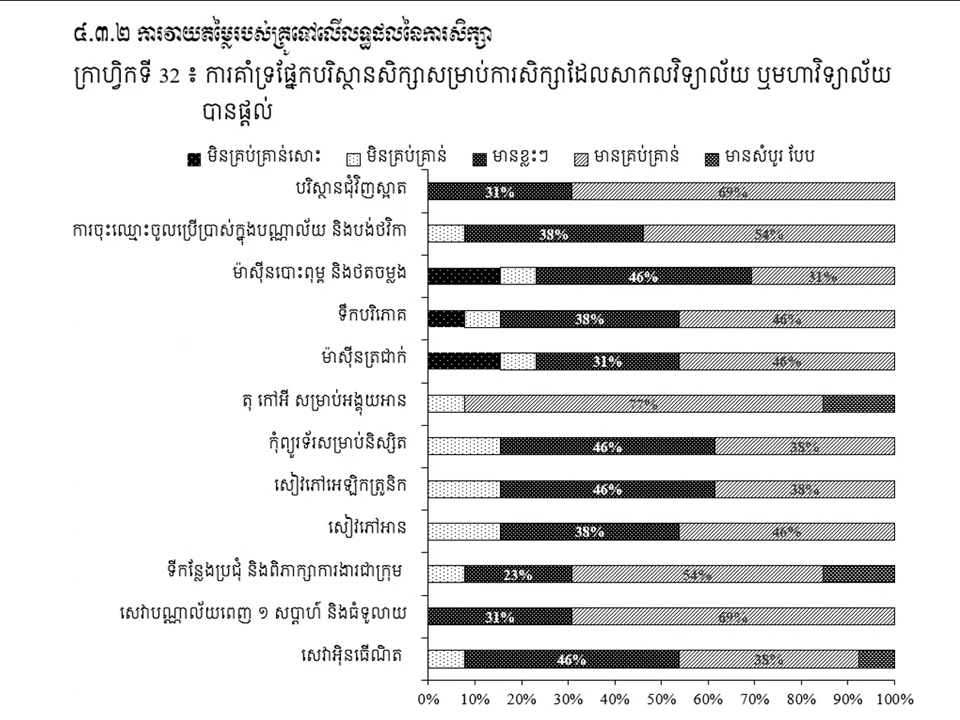 ៤.៣.២ ការវាយតម្លៃរបស់គ្រូទៅលើលទ្ធផលនៃការសិក្សា
ក្រាហ្វិកទី 32 ៖ ការគាំទ្រផ្នែកបរិស្ថានសិក្សាសម្រាប់ការសិក្សាដែលសាកលវិទ្យាល័យ ឬមហាវិទ្យាល័យ
បានផ្តល់
មិនគ្រប់គ្រាន់សោះ មិនគ្រប់គ្រាន់ មានខ្លះៗ មានគ្រប់គ្រាន់ មានសំបូរ បែប
បរិស្ថានជុំវិញស្អាត 31% 69%
ការចុះឈ្មោះចូលប្រើប្រាស់ក្នុងបណ្ណាល័យ និងបង់ថវិកា 38% 54%
ម៉ាស៊ីនបោះពុម្ព និងថតចម្លង 46% 31%
ទឹកបរិភោគ 38% 46%
ម៉ាស៊ីនត្រជាក់ 31% 46%
តុ កៅអី សម្រាប់អង្គុយអាន 77%
កុំព្យូរទ័រសម្រាប់និស្សិត 46% 38%
សៀវភៅអេឡិកត្រូនិក 46% 38%
សៀវភៅអាន 38% 46%
ទីកន្លែងប្រជុំ និងពិភាក្សាការងារជាក្រុម 23% 54%
សេវាបណ្ណាល័យពេញ ១ សប្តាហ៍ និងធំទូលាយ 31% 69%
សេវាអ៊ិនធើណិត 46% 38%
0% 10% 20% 30% 40% 50% 60% 70% 80% 90% 100%